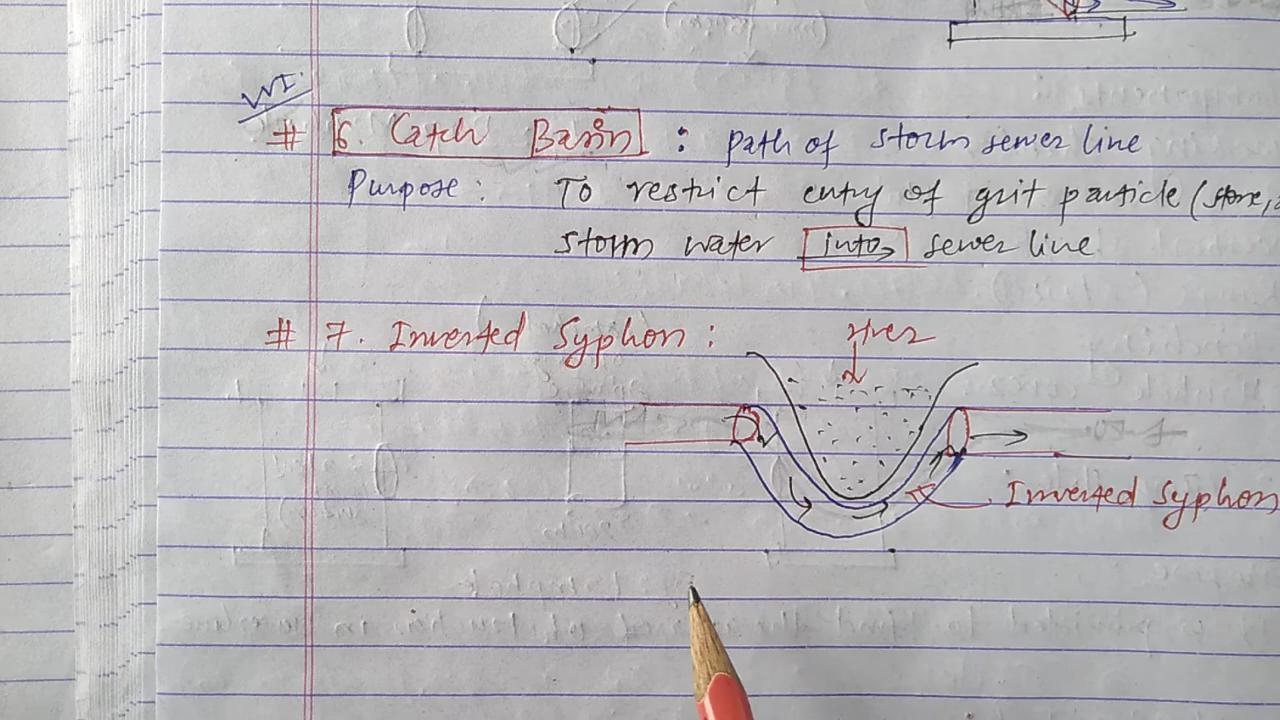 VVI.
# 6. Catch Basin : path of storm sewer line
Purpose : To restrict entry of grit particle (stone,
storm water into sewer line
# 7. Inverted Syphon :
river
Inverted Syphon